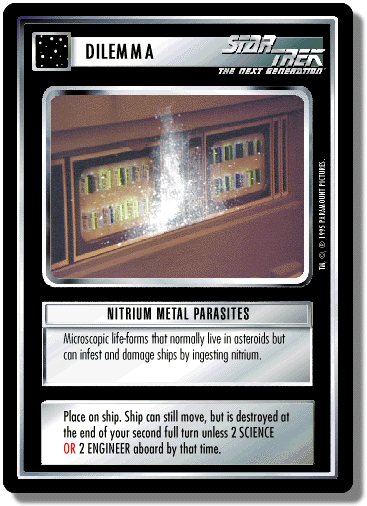 DILEMMA
STAR TREK
THE NEXT GENERATION
TM, ©, ® 1995 PARAMOUNT PICTURES.
NITRIUM METAL PARASITES
Microscopic life-forms that normally live in asteroids but
can infest and damage ships by ingesting nitrium.
Place on ship. Ship can still move, but is destroyed at
the end of your second full turn unless 2 SCIENCE
OR 2 ENGINEER aboard by that time.